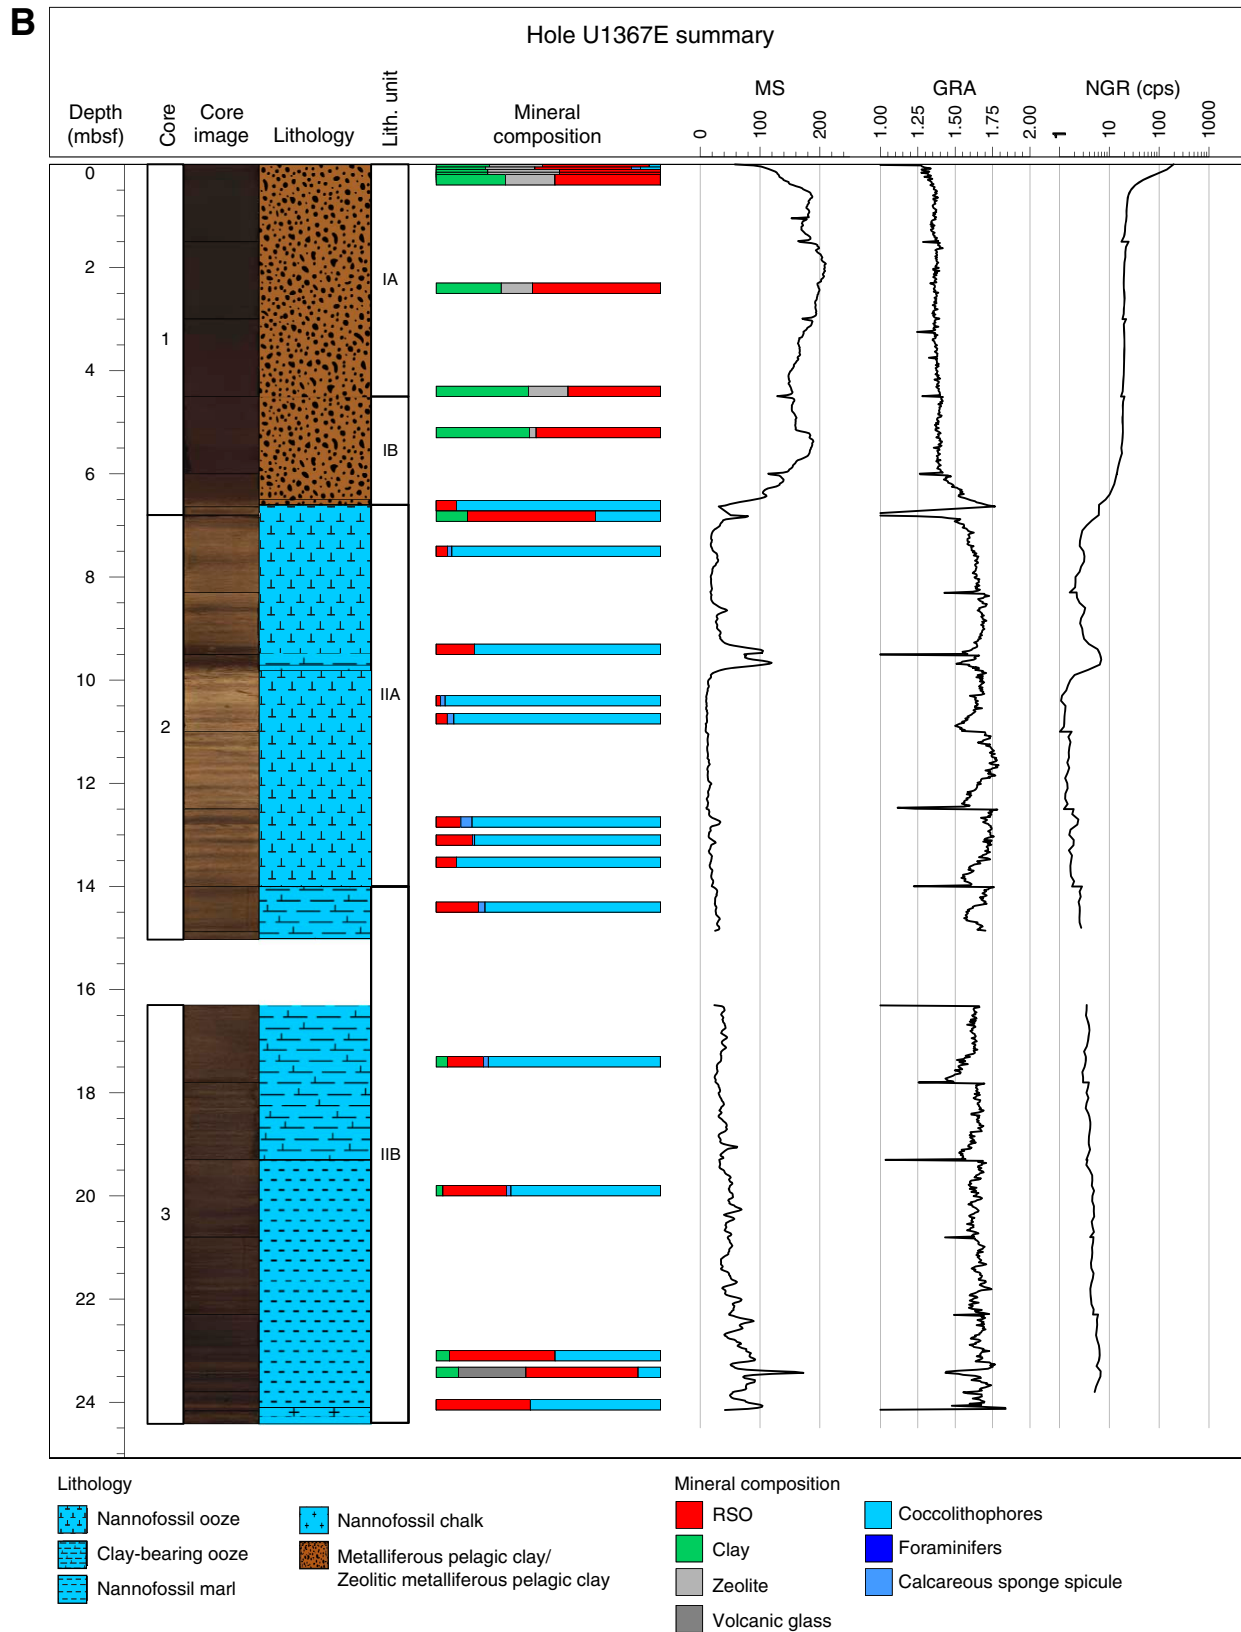 B
Hole U1367E summary
Depth
(mbsf)
Core
Core
image
Lithology
Lith. unit
Mineral
composition
MS
0
100
200
GRA
1.00
1.25
1.50
1.75
2.00
NGR (cps)
1
10
100
1000
0
2
4
6
8
10
12
14
16
18
20
22
24
1
2
3
IA
IB
IIA
IIB
Lithology
Nannofossil ooze
Clay-bearing ooze
Nannofossil marl
Nannofossil chalk
Metalliferous pelagic clay/
Zeolitic metalliferous pelagic clay
Mineral composition
RSO
Clay
Zeolite
Volcanic glass
Coccolithophores
Foraminifers
Calcareous sponge spicule